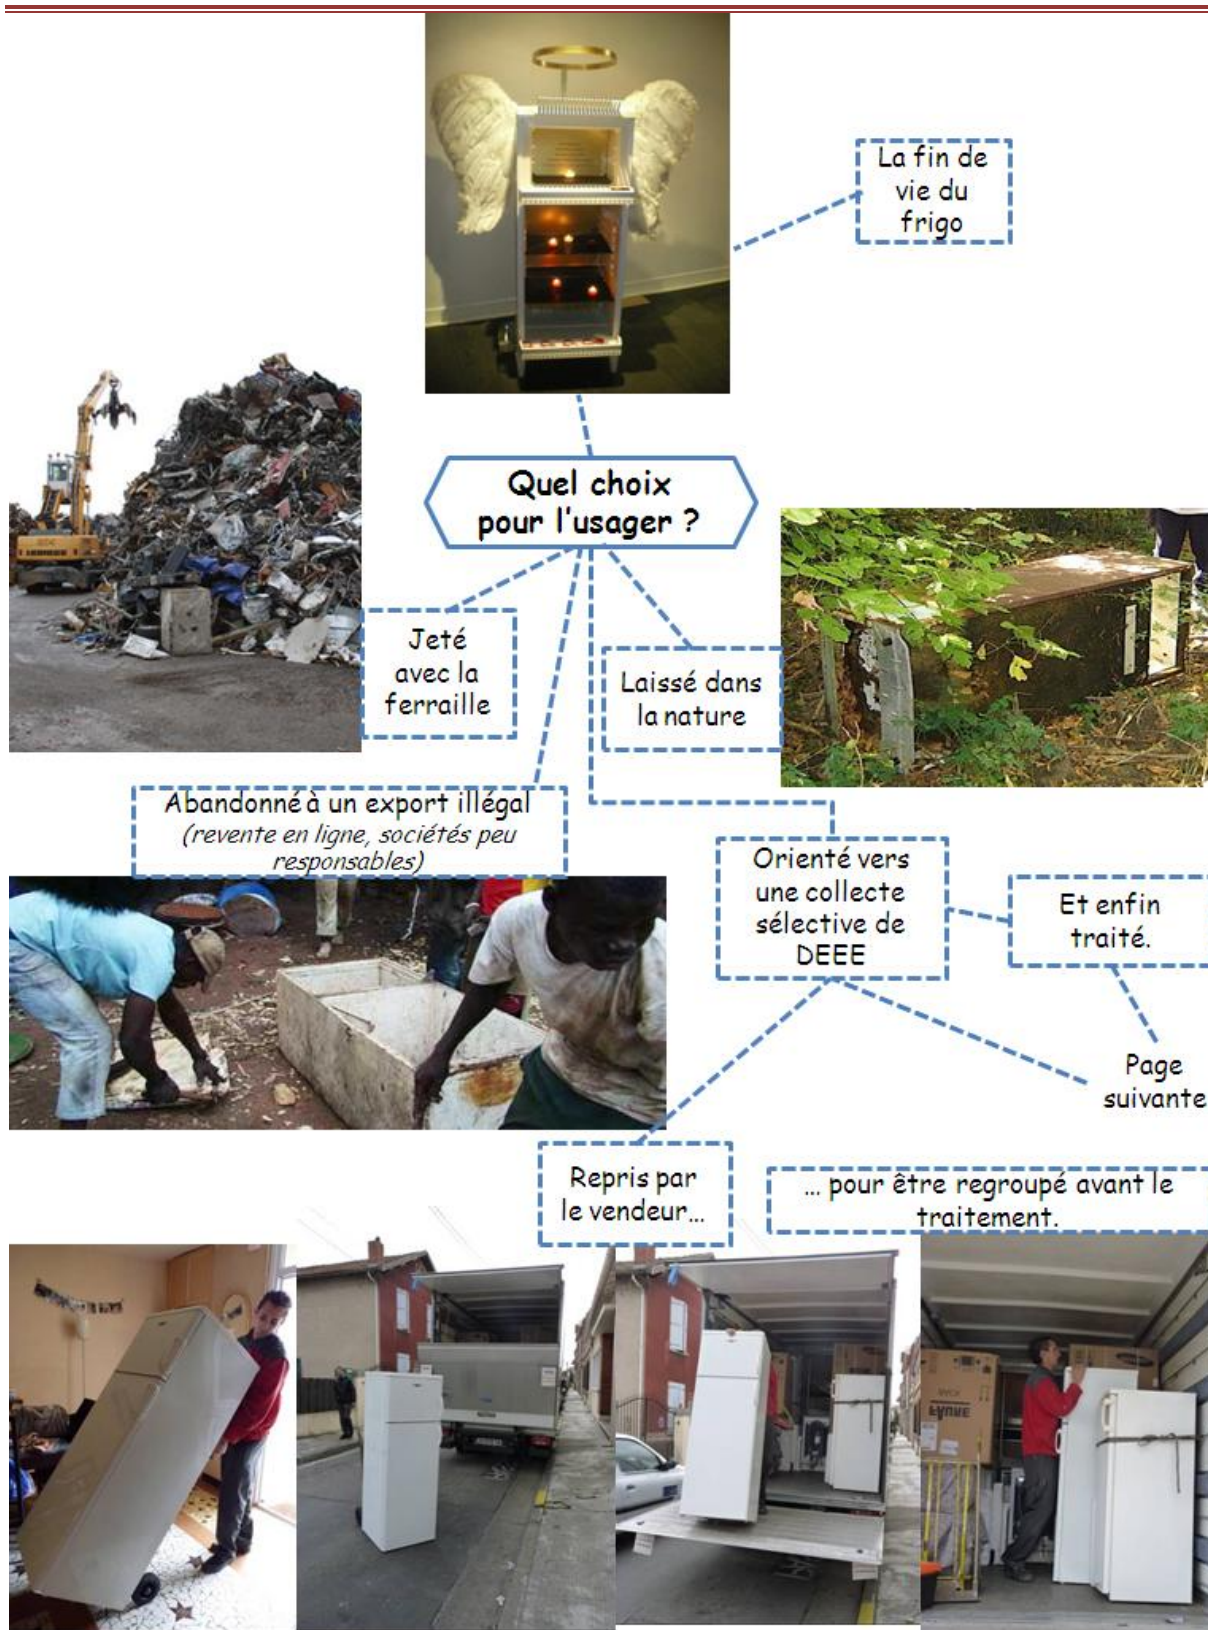 La fin de
vie du
frigo
Quel choix
pour l'usager ?
Jeté
avec la
ferraille
Laissé dans
la nature
Abandonné à un export illégal
(revente en ligne, sociétés peu
responsables)
Orienté vers
une collecte
sélective de
DEEE
Et enfin
traité.
Page
suivante
Repris par
le vendeur...
... pour être regroupé avant le
traitement.
FAURE